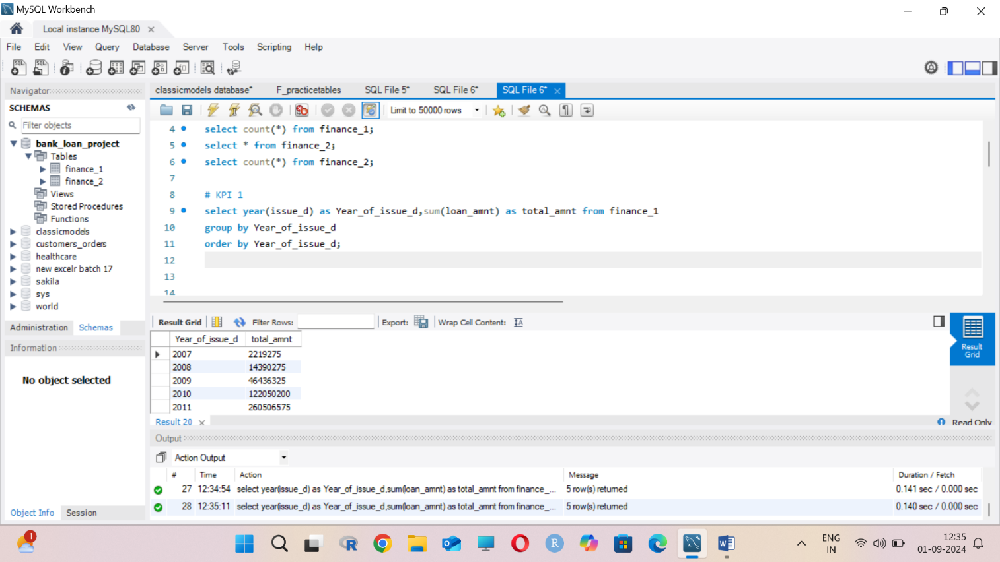 MySQL Workbench
Local instance MySQL80
File Edit View Query Database Server Tools Scripting Help
Navigator
SCHEMAS
Filter objects
bank_loan_project
Tables
finance_1
finance_2
Views
Stored Procedures
Functions
classicmodels
customers_orders
healthcare
new excelr batch 17
sakila
sys
world
Administration Schemas
Information
No object selected
Object Info Session
classicmodels database* F_practicetables SQL File 5* SQL File 6* SQL File 6*
Limit to 50000 rows
4 select count(*) from finance_1;
5 select * from finance_2;
6 select count(*) from finance_2;
7
8 # KPI 1
9 select year(issue_d) as Year_of_issue_d,sum(loan_amnt) as total_amnt from finance_1
10 group by Year_of_issue_d
11 order by Year_of_issue_d;
12
13
14
Result Grid Filter Rows: Export: Wrap Cell Content:
Year_of_issue_d total_amnt
2007 2219275
2008 14390275
2009 46436325
2010 122050200
2011 260506575
Result Grid
Result 20 Read Only
Output
Action Output
# Time Action Message Duration / Fetch
27 12:34:54 select year(issue_d) as Year_of_issue_d,sum(loan_amnt) as total_amnt from finance_... 5 row(s) returned 0.141 sec / 0.000 sec
28 12:35:11 select year(issue_d) as Year_of_issue_d,sum(loan_amnt) as total_amnt from finance_... 5 row(s) returned 0.140 sec / 0.000 sec
1
ENG
IN
12:35
01-09-2024